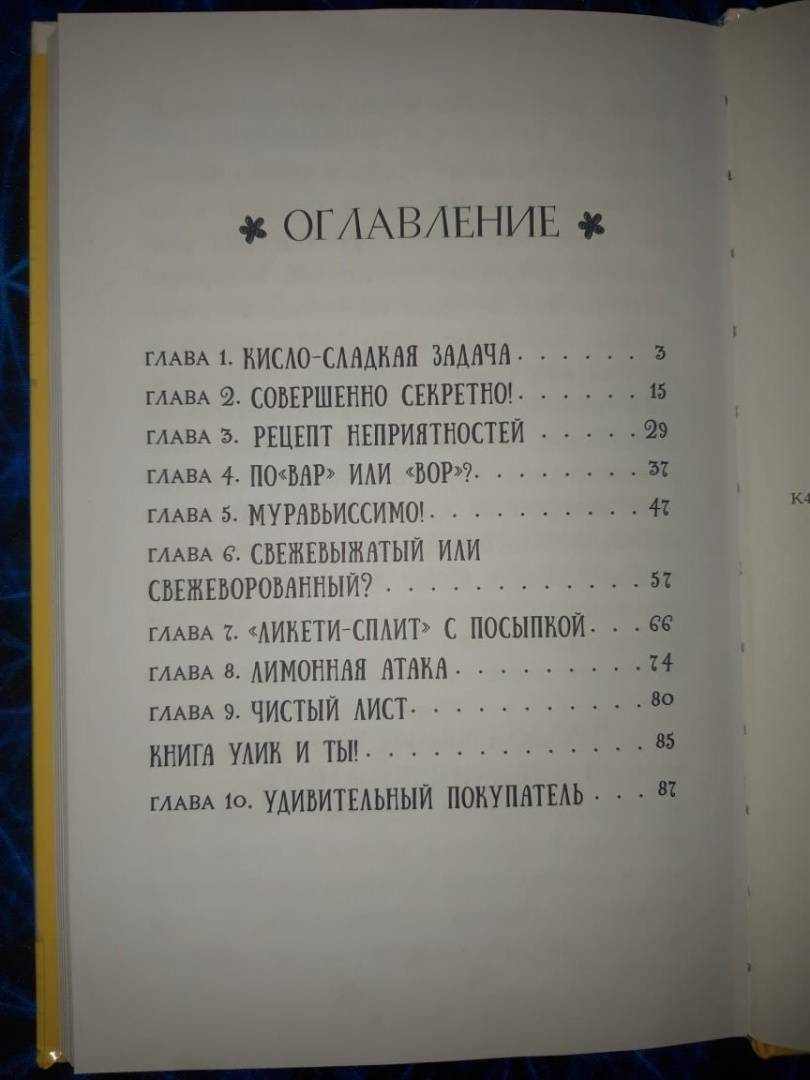 ОГЛАВЛЕНИЕ
ГЛАВА 1. КИСЛО-СЛАДКАЯ ЗАДАЧА . . . . . . 3
ГЛАВА 2. СОВЕРШЕННО СЕКРЕТНО! . . . . . . 15
ГЛАВА 3. РЕЦЕПТ НЕПРИЯТНОСТЕЙ . . . . . 29
ГЛАВА 4. ПО«ВАР» ИЛИ «ВОР»? . . . . . . . . 37
ГЛАВА 5. МУРАВЬИССИМО! . . . . . . . . . . 47
ГЛАВА 6. СВЕЖЕВЫЖАТЫЙ ИЛИ
СВЕЖЕВОРОВАННЫЙ? . . . . . . . . . . . . 57
ГЛАВА 7. «ЛИКЕТИ-СПЛИТ» С ПОСЫПКОЙ . . . 66
ГЛАВА 8. ЛИМОННАЯ АТАКА . . . . . . . . . 74
ГЛАВА 9. ЧИСТЫЙ ЛИСТ . . . . . . . . . . . 80
КНИГА УЛИК И ТЫ! . . . . . . . . . . . . . 85
ГЛАВА 10. УДИВИТЕЛЬНЫЙ ПОКУПАТЕЛЬ . . . 87
К4